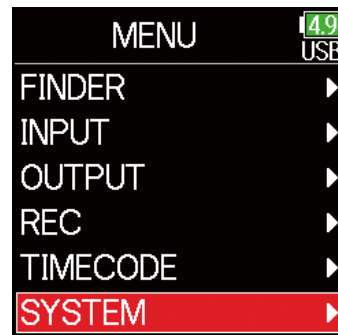 MENU
4.9
USB
FINDER
INPUT
OUTPUT
REC
TIMECODE
SYSTEM